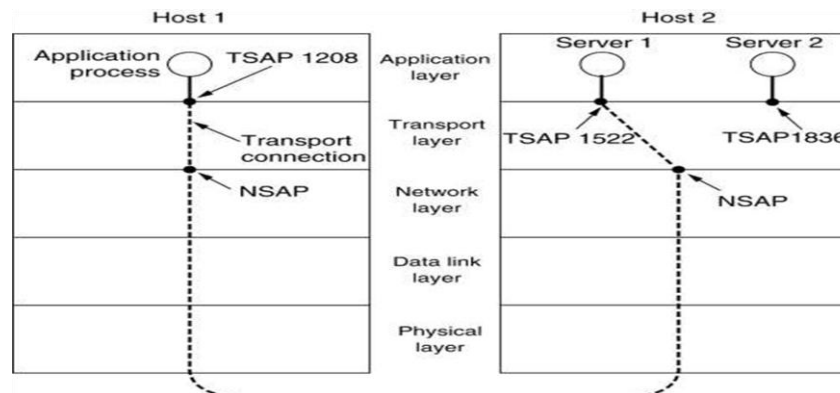 Host 1
Host 2
Application
process
TSAP 1208
Application
layer
Server 1
Server 2
Transport
connection
Transport
layer
TSAP 1522
TSAP1836
NSAP
Network
layer
NSAP
Data link
layer
Physical
layer